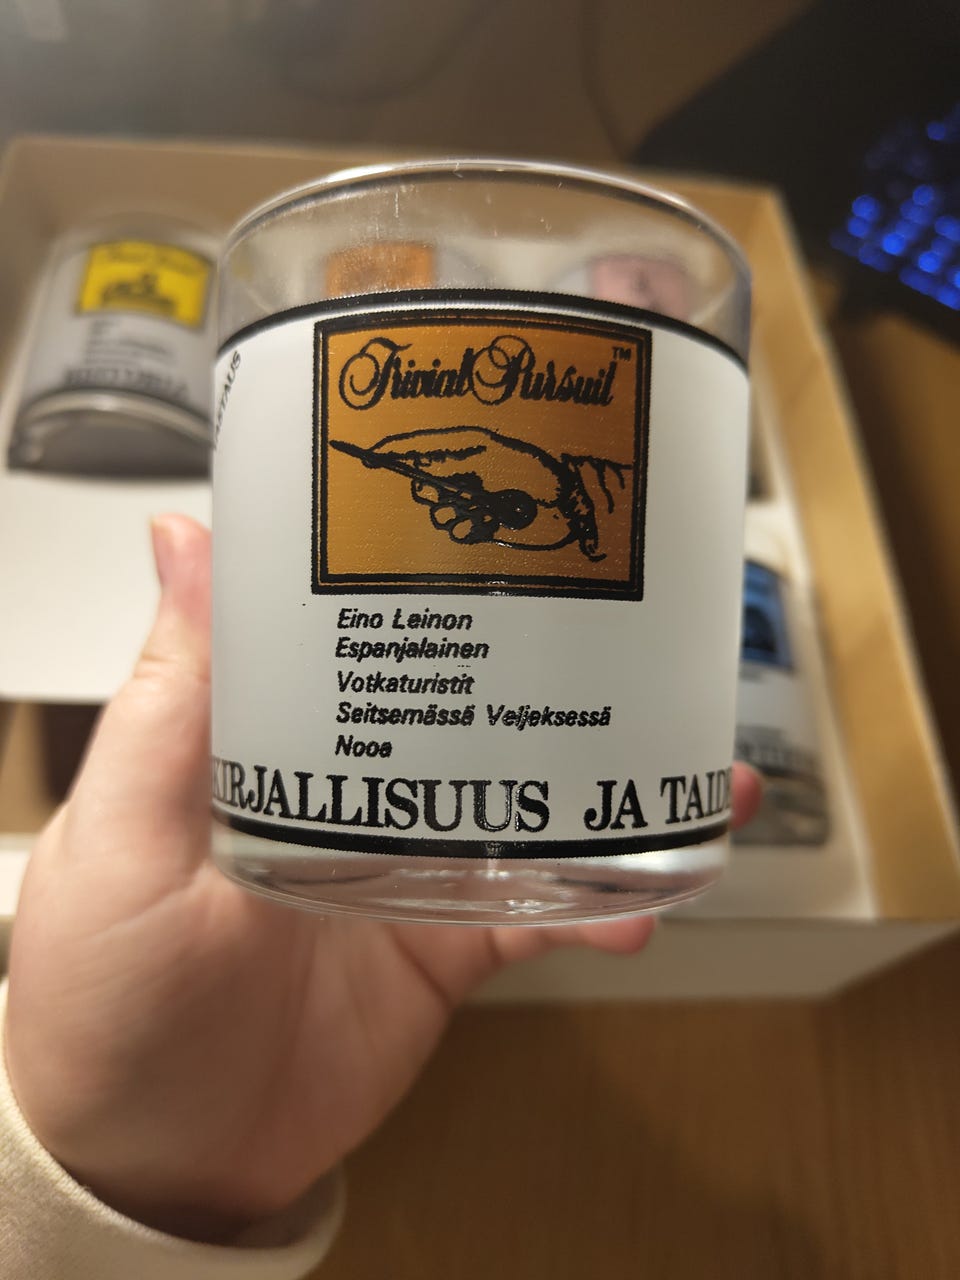 Trivial Pursuit™
Eino Leinon
Espanjalainen
Votkaturistit
Seitsemässä Veljeksessä
Nooa
KIRJALLISUUS JA TAIDE